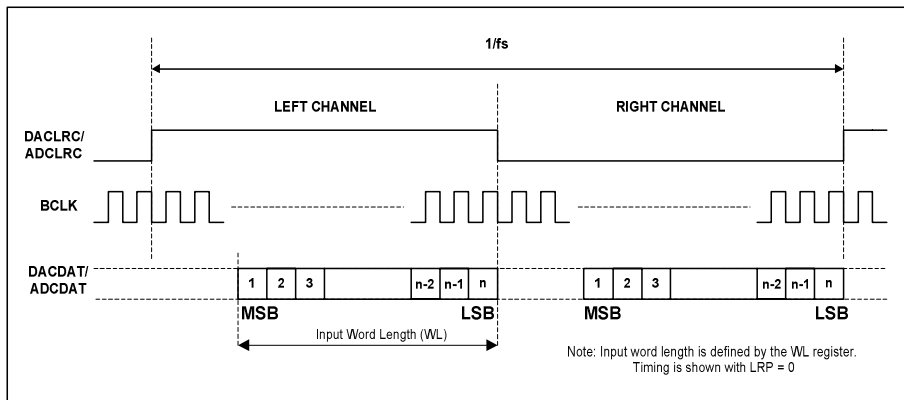 1/fs
LEFT CHANNEL
RIGHT CHANNEL
DACLRC/
ADCLRC
BCLK
DACDAT/
ADCDAT
1 2 3 n-2 n-1 n 1 2 3 n-2 n-1 n
MSB LSB MSB LSB
Input Word Length (WL)
Note: Input word length is defined by the WL register.
Timing is shown with LRP = 0